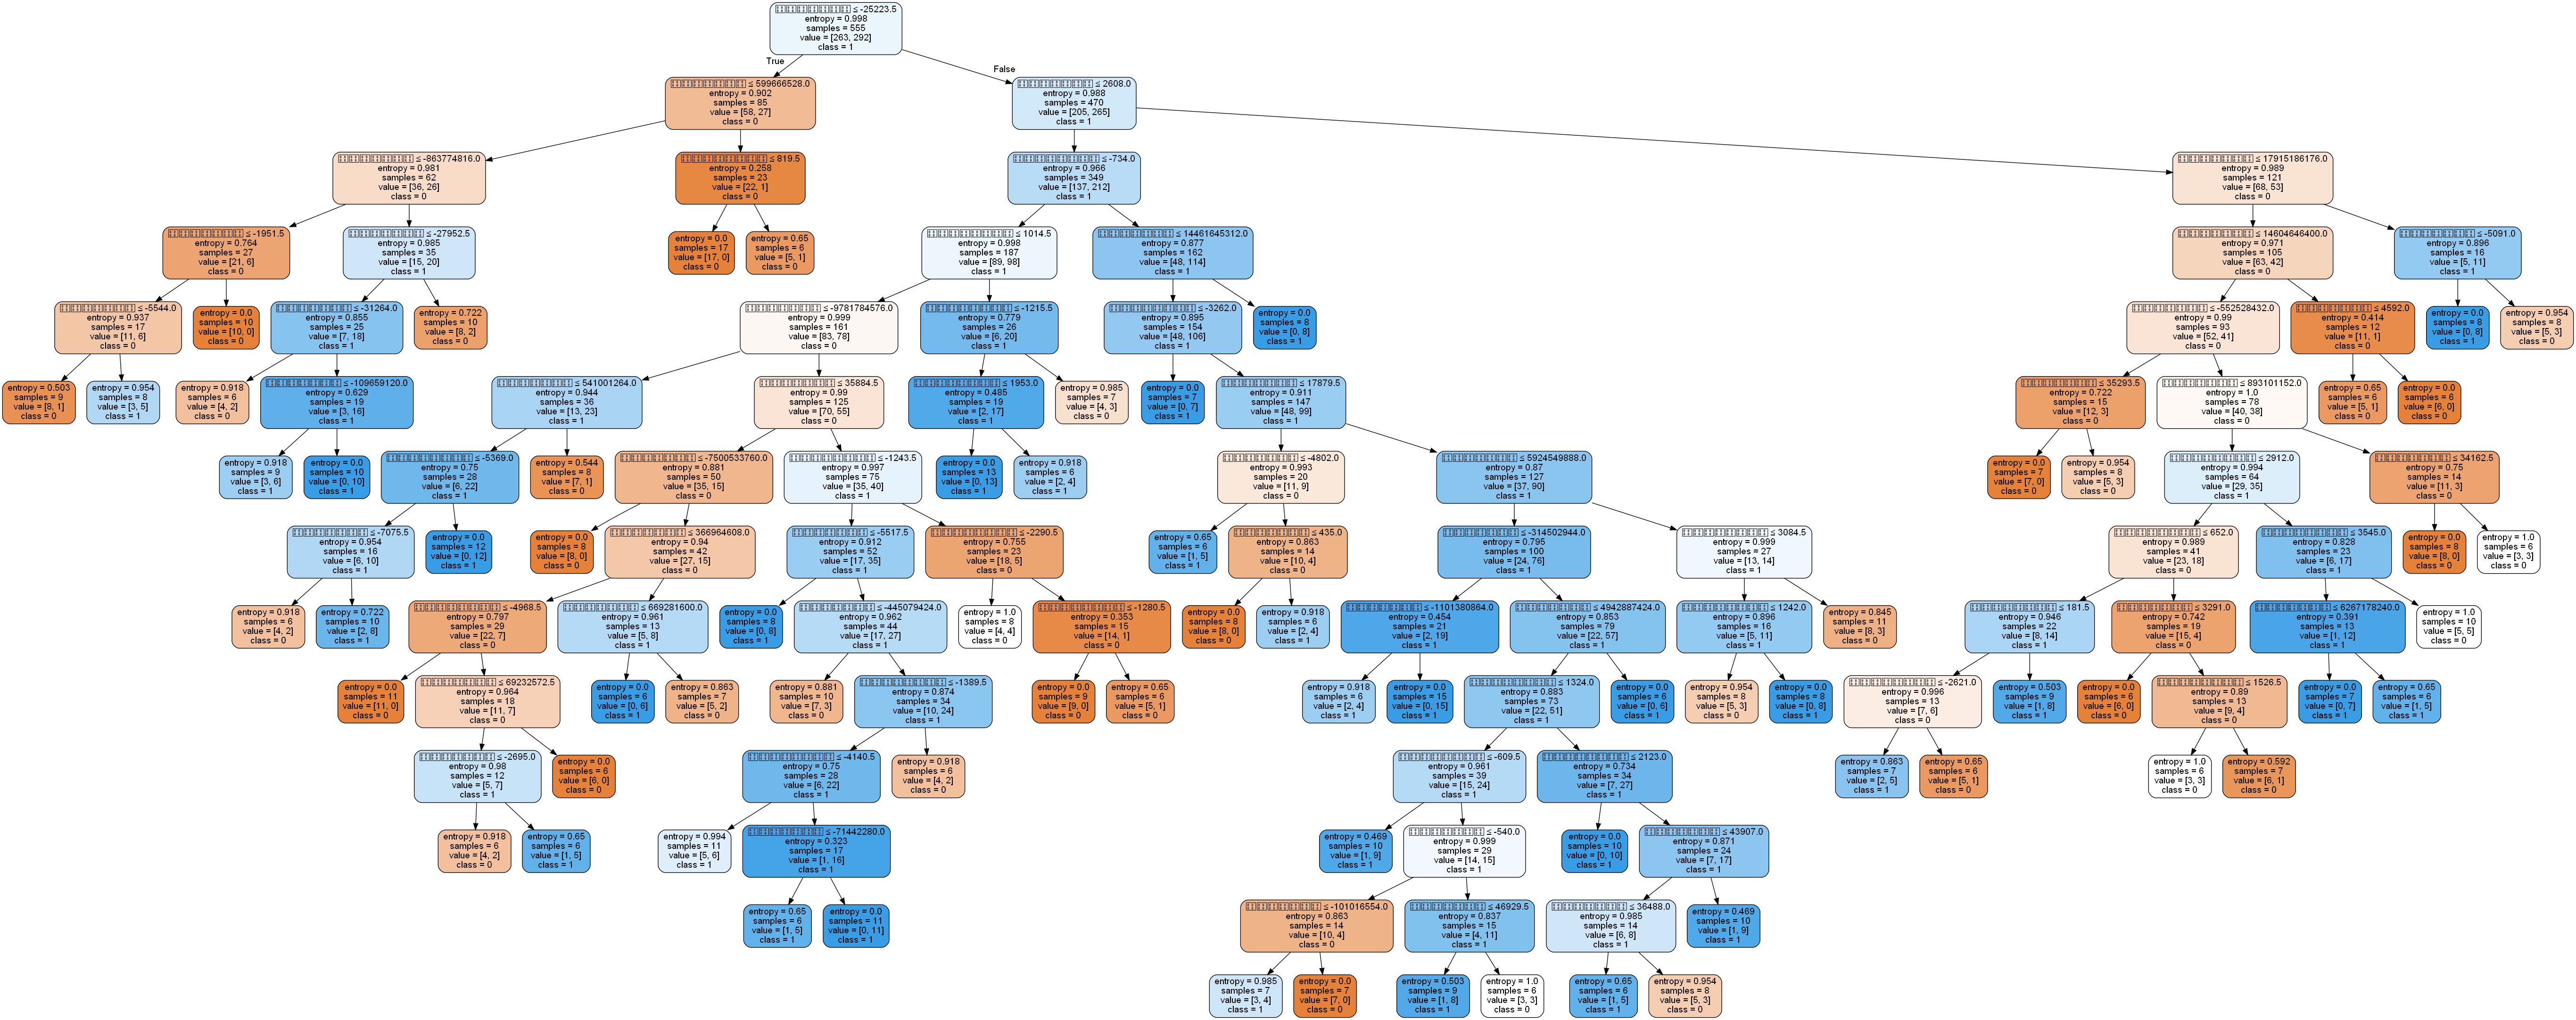 ≤ -25223.5
entropy = 0.998
samples = 555
value = [263, 292]
class = 1
True
False
≤ 599666528.0
entropy = 0.902
samples = 85
value = [58, 27]
class = 0
≤ 2608.0
entropy = 0.988
samples = 470
value = [205, 265]
class = 1
≤ -863774816.0
entropy = 0.981
samples = 62
value = [36, 26]
class = 0
≤ 819.5
entropy = 0.258
samples = 23
value = [22, 1]
class = 0
≤ -734.0
entropy = 0.966
samples = 349
value = [137, 212]
class = 1
≤ 17915186176.0
entropy = 0.989
samples = 121
value = [68, 53]
class = 0
≤ -1951.5
entropy = 0.764
samples = 27
value = [21, 6]
class = 0
≤ -27952.5
entropy = 0.985
samples = 35
value = [15, 20]
class = 1
entropy = 0.0
samples = 17
value = [17, 0]
class = 0
entropy = 0.65
samples = 6
value = [5, 1]
class = 0
≤ 1014.5
entropy = 0.998
samples = 187
value = [89, 98]
class = 1
≤ 14461645312.0
entropy = 0.877
samples = 162
value = [48, 114]
class = 1
≤ 14604646400.0
entropy = 0.971
samples = 105
value = [63, 42]
class = 0
≤ -5091.0
entropy = 0.896
samples = 16
value = [5, 11]
class = 1
≤ -5544.0
entropy = 0.937
samples = 17
value = [11, 6]
class = 0
entropy = 0.0
samples = 10
value = [10, 0]
class = 0
≤ -31264.0
entropy = 0.855
samples = 25
value = [7, 18]
class = 1
entropy = 0.722
samples = 10
value = [8, 2]
class = 0
≤ -9781784576.0
entropy = 0.999
samples = 161
value = [83, 78]
class = 0
≤ -1215.5
entropy = 0.779
samples = 26
value = [6, 20]
class = 1
≤ -3262.0
entropy = 0.895
samples = 154
value = [48, 106]
class = 1
entropy = 0.0
samples = 8
value = [0, 8]
class = 1
≤ -552528432.0
entropy = 0.99
samples = 93
value = [52, 41]
class = 0
≤ 4592.0
entropy = 0.414
samples = 12
value = [11, 1]
class = 0
entropy = 0.0
samples = 8
value = [0, 8]
class = 1
entropy = 0.954
samples = 8
value = [5, 3]
class = 0
entropy = 0.503
samples = 9
value = [8, 1]
class = 0
entropy = 0.954
samples = 8
value = [3, 5]
class = 1
entropy = 0.918
samples = 6
value = [4, 2]
class = 0
≤ -109659120.0
entropy = 0.629
samples = 19
value = [3, 16]
class = 1
≤ 541001264.0
entropy = 0.944
samples = 36
value = [13, 23]
class = 1
≤ 35884.5
entropy = 0.99
samples = 125
value = [70, 55]
class = 0
≤ 1953.0
entropy = 0.485
samples = 19
value = [2, 17]
class = 1
entropy = 0.985
samples = 7
value = [4, 3]
class = 0
entropy = 0.0
samples = 7
value = [0, 7]
class = 1
≤ 17879.5
entropy = 0.911
samples = 147
value = [48, 99]
class = 1
≤ 35293.5
entropy = 0.722
samples = 15
value = [12, 3]
class = 0
≤ 893101152.0
entropy = 1.0
samples = 78
value = [40, 38]
class = 0
entropy = 0.65
samples = 6
value = [5, 1]
class = 0
entropy = 0.0
samples = 6
value = [6, 0]
class = 0
entropy = 0.918
samples = 9
value = [3, 6]
class = 1
entropy = 0.0
samples = 10
value = [0, 10]
class = 1
≤ -5369.0
entropy = 0.75
samples = 28
value = [6, 22]
class = 1
entropy = 0.544
samples = 8
value = [7, 1]
class = 0
≤ -7500533760.0
entropy = 0.881
samples = 50
value = [35, 15]
class = 0
≤ -1243.5
entropy = 0.997
samples = 75
value = [35, 40]
class = 1
entropy = 0.0
samples = 13
value = [0, 13]
class = 1
entropy = 0.918
samples = 6
value = [2, 4]
class = 1
≤ -4802.0
entropy = 0.993
samples = 20
value = [11, 9]
class = 0
≤ 5924549888.0
entropy = 0.87
samples = 127
value = [37, 90]
class = 1
entropy = 0.0
samples = 7
value = [7, 0]
class = 0
entropy = 0.954
samples = 8
value = [5, 3]
class = 0
≤ 2912.0
entropy = 0.994
samples = 64
value = [29, 35]
class = 1
≤ 34162.5
entropy = 0.75
samples = 14
value = [11, 3]
class = 0
≤ -7075.5
entropy = 0.954
samples = 16
value = [6, 10]
class = 1
entropy = 0.0
samples = 12
value = [0, 12]
class = 1
entropy = 0.0
samples = 8
value = [8, 0]
class = 0
≤ 366964608.0
entropy = 0.94
samples = 42
value = [27, 15]
class = 0
≤ -5517.5
entropy = 0.912
samples = 52
value = [17, 35]
class = 1
≤ -2290.5
entropy = 0.755
samples = 23
value = [18, 5]
class = 0
entropy = 0.65
samples = 6
value = [1, 5]
class = 1
≤ 435.0
entropy = 0.863
samples = 14
value = [10, 4]
class = 0
≤ -314502944.0
entropy = 0.795
samples = 100
value = [24, 76]
class = 1
≤ 3084.5
entropy = 0.999
samples = 27
value = [13, 14]
class = 1
≤ 652.0
entropy = 0.989
samples = 41
value = [23, 18]
class = 0
≤ 3545.0
entropy = 0.828
samples = 23
value = [6, 17]
class = 1
entropy = 0.0
samples = 8
value = [8, 0]
class = 0
entropy = 1.0
samples = 6
value = [3, 3]
class = 0
entropy = 0.918
samples = 6
value = [4, 2]
class = 0
entropy = 0.722
samples = 10
value = [2, 8]
class = 1
≤ -4968.5
entropy = 0.797
samples = 29
value = [22, 7]
class = 0
≤ 669281600.0
entropy = 0.961
samples = 13
value = [5, 8]
class = 1
entropy = 0.0
samples = 8
value = [0, 8]
class = 1
≤ -445079424.0
entropy = 0.962
samples = 44
value = [17, 27]
class = 1
entropy = 1.0
samples = 8
value = [4, 4]
class = 0
≤ -1280.5
entropy = 0.353
samples = 15
value = [14, 1]
class = 0
entropy = 0.0
samples = 8
value = [8, 0]
class = 0
entropy = 0.918
samples = 6
value = [2, 4]
class = 1
≤ -1101380864.0
entropy = 0.454
samples = 21
value = [2, 19]
class = 1
≤ 4942887424.0
entropy = 0.853
samples = 79
value = [22, 57]
class = 1
≤ 1242.0
entropy = 0.896
samples = 16
value = [5, 11]
class = 1
entropy = 0.845
samples = 11
value = [8, 3]
class = 0
≤ 181.5
entropy = 0.946
samples = 22
value = [8, 14]
class = 1
≤ 3291.0
entropy = 0.742
samples = 19
value = [15, 4]
class = 0
≤ 6267178240.0
entropy = 0.391
samples = 13
value = [1, 12]
class = 1
entropy = 1.0
samples = 10
value = [5, 5]
class = 0
entropy = 0.0
samples = 11
value = [11, 0]
class = 0
≤ 69232572.5
entropy = 0.964
samples = 18
value = [11, 7]
class = 0
entropy = 0.0
samples = 6
value = [0, 6]
class = 1
entropy = 0.863
samples = 7
value = [5, 2]
class = 0
entropy = 0.881
samples = 10
value = [7, 3]
class = 0
≤ -1389.5
entropy = 0.874
samples = 34
value = [10, 24]
class = 1
entropy = 0.0
samples = 9
value = [9, 0]
class = 0
entropy = 0.65
samples = 6
value = [5, 1]
class = 0
entropy = 0.918
samples = 6
value = [2, 4]
class = 1
entropy = 0.0
samples = 15
value = [0, 15]
class = 1
≤ 1324.0
entropy = 0.883
samples = 73
value = [22, 51]
class = 1
entropy = 0.0
samples = 6
value = [0, 6]
class = 1
entropy = 0.954
samples = 8
value = [5, 3]
class = 0
entropy = 0.0
samples = 8
value = [0, 8]
class = 1
≤ -2621.0
entropy = 0.996
samples = 13
value = [7, 6]
class = 0
entropy = 0.503
samples = 9
value = [1, 8]
class = 1
entropy = 0.0
samples = 6
value = [6, 0]
class = 0
≤ 1526.5
entropy = 0.89
samples = 13
value = [9, 4]
class = 0
entropy = 0.0
samples = 7
value = [0, 7]
class = 1
entropy = 0.65
samples = 6
value = [1, 5]
class = 1
≤ -2695.0
entropy = 0.98
samples = 12
value = [5, 7]
class = 1
entropy = 0.0
samples = 6
value = [6, 0]
class = 0
≤ -4140.5
entropy = 0.75
samples = 28
value = [6, 22]
class = 1
entropy = 0.918
samples = 6
value = [4, 2]
class = 0
≤ -609.5
entropy = 0.961
samples = 39
value = [15, 24]
class = 1
≤ 2123.0
entropy = 0.734
samples = 34
value = [7, 27]
class = 1
entropy = 0.863
samples = 7
value = [2, 5]
class = 1
entropy = 0.65
samples = 6
value = [5, 1]
class = 0
entropy = 1.0
samples = 6
value = [3, 3]
class = 0
entropy = 0.592
samples = 7
value = [6, 1]
class = 0
entropy = 0.918
samples = 6
value = [4, 2]
class = 0
entropy = 0.65
samples = 6
value = [1, 5]
class = 1
entropy = 0.994
samples = 11
value = [5, 6]
class = 1
≤ -71442280.0
entropy = 0.323
samples = 17
value = [1, 16]
class = 1
entropy = 0.469
samples = 10
value = [1, 9]
class = 1
≤ -540.0
entropy = 0.999
samples = 29
value = [14, 15]
class = 1
entropy = 0.0
samples = 10
value = [0, 10]
class = 1
≤ 43907.0
entropy = 0.871
samples = 24
value = [7, 17]
class = 1
entropy = 0.65
samples = 6
value = [1, 5]
class = 1
entropy = 0.0
samples = 11
value = [0, 11]
class = 1
≤ -101016554.0
entropy = 0.863
samples = 14
value = [10, 4]
class = 0
≤ 46929.5
entropy = 0.837
samples = 15
value = [4, 11]
class = 1
≤ 36488.0
entropy = 0.985
samples = 14
value = [6, 8]
class = 1
entropy = 0.469
samples = 10
value = [1, 9]
class = 1
entropy = 0.985
samples = 7
value = [3, 4]
class = 1
entropy = 0.0
samples = 7
value = [7, 0]
class = 0
entropy = 0.503
samples = 9
value = [1, 8]
class = 1
entropy = 1.0
samples = 6
value = [3, 3]
class = 0
entropy = 0.65
samples = 6
value = [1, 5]
class = 1
entropy = 0.954
samples = 8
value = [5, 3]
class = 0